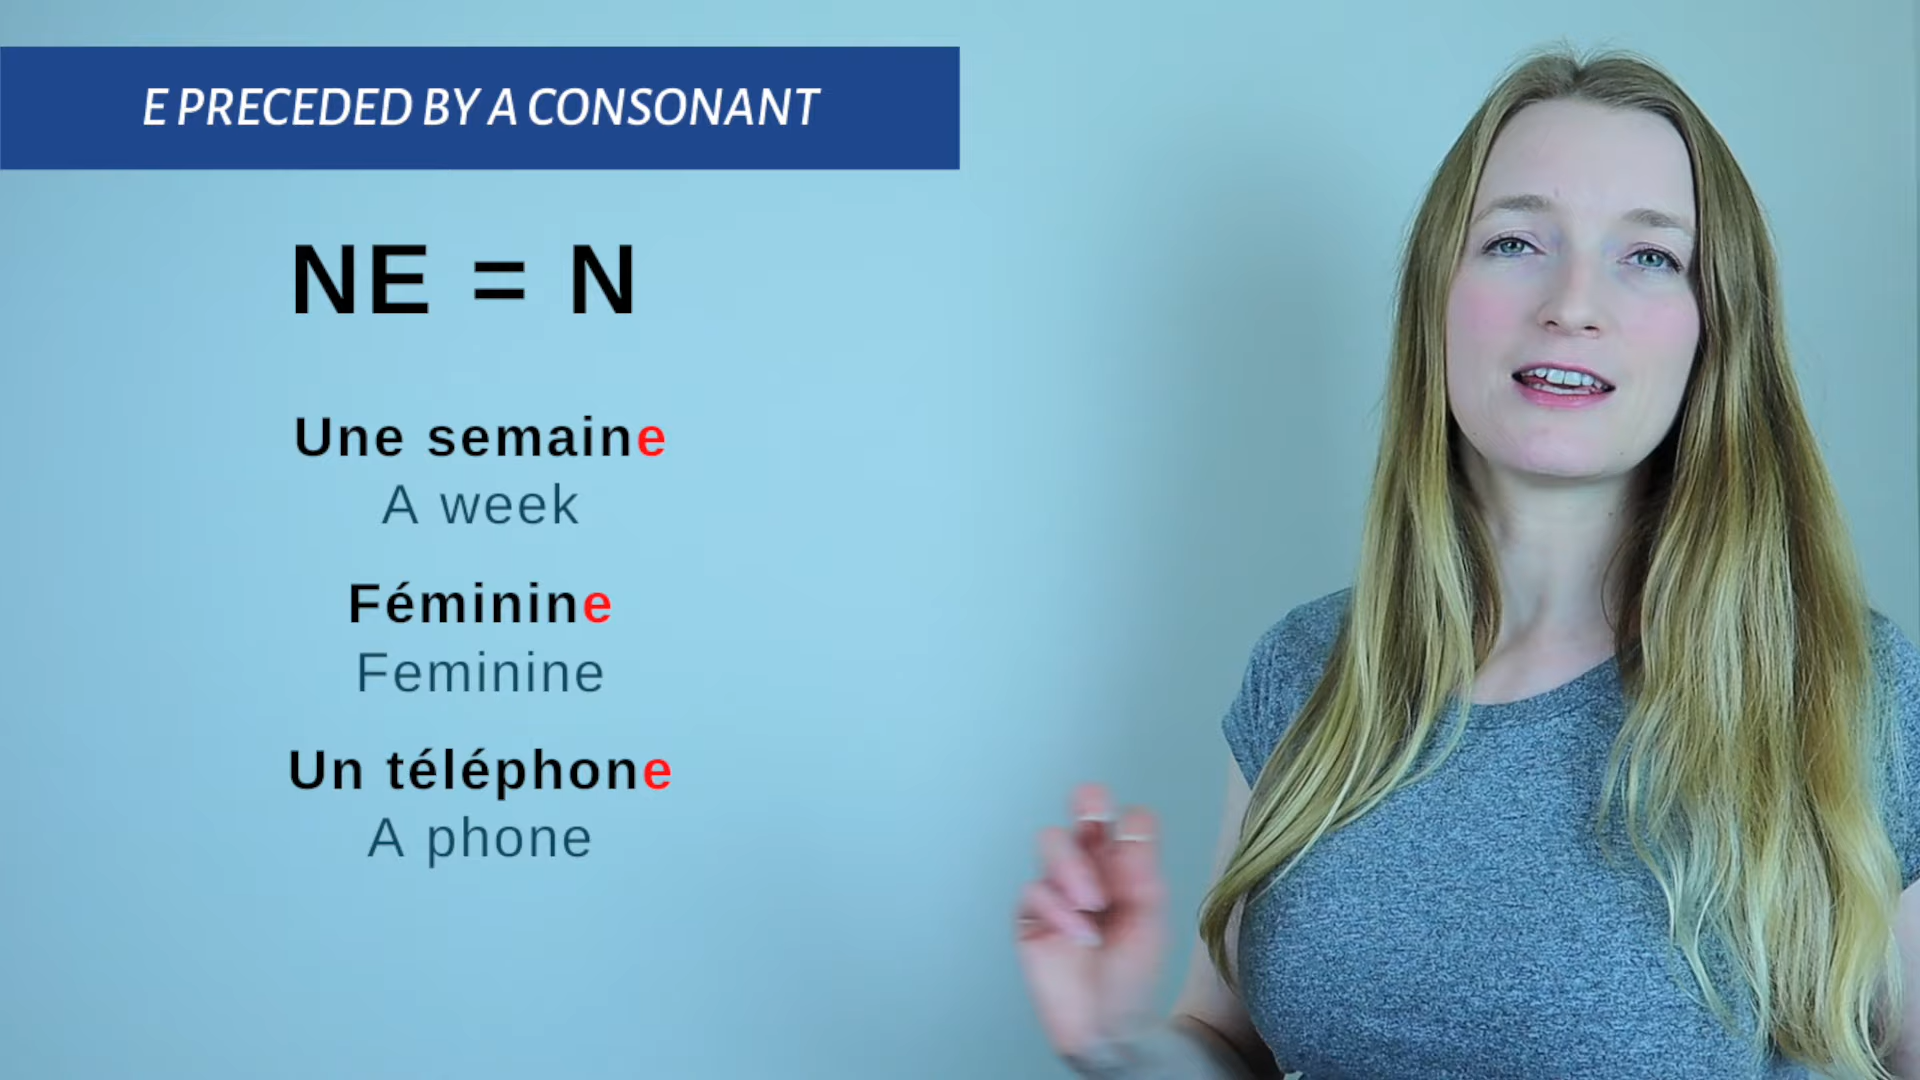 E PRECEDED BY A CONSONANT
NE = N
Une semaine
A week
Féminine
Feminine
Un téléphone
A phone